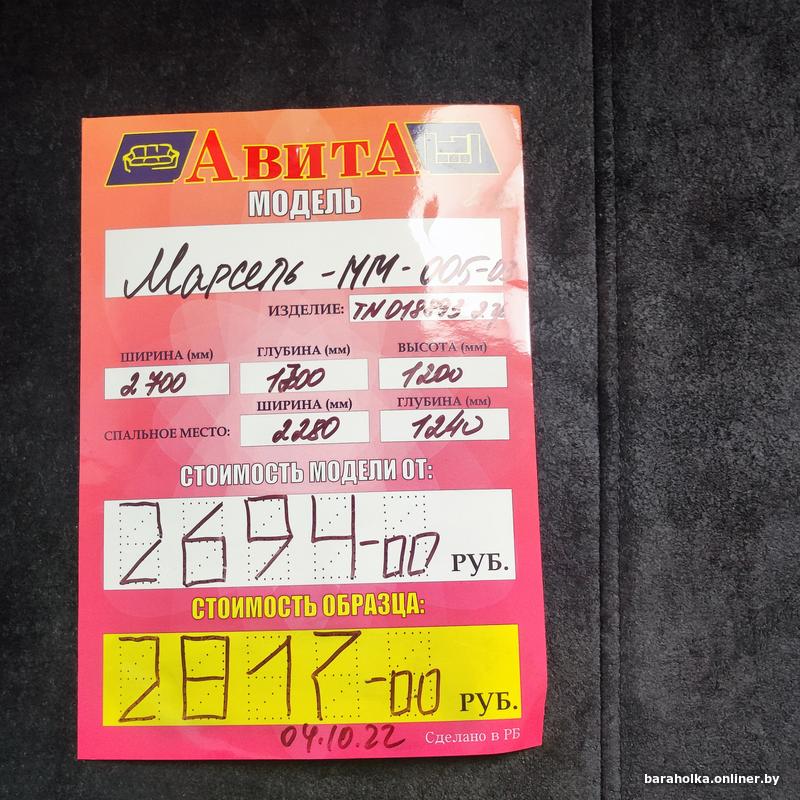 АвитА
МОДЕЛЬ
Марсель -ММ- 005-03
ИЗДЕЛИЕ: TN018893
ШИРИНА (мм) ГЛУБИНА (мм) ВЫСОТА (мм)
2700 1200 1200
ШИРИНА (мм) ГЛУБИНА (мм)
СПАЛЬНОЕ МЕСТО: 2280 1240
СТОИМОСТЬ МОДЕЛИ ОТ:
2694-00 РУБ.
СТОИМОСТЬ ОБРАЗЦА:
2817-00 РУБ.
04.10.22 Сделано в РБ
baraholka.onliner.by